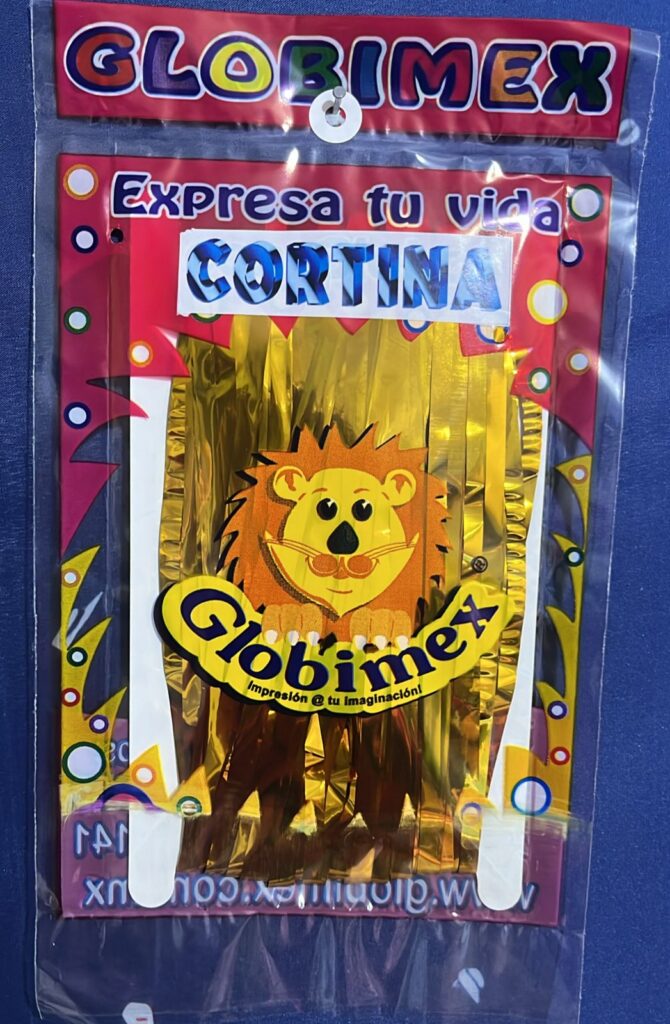 GLOBIMEX
Expresa tu vida
CORTINA
®
Globimex
impresión @ tu imaginación!
141
www.globimex.com.mx